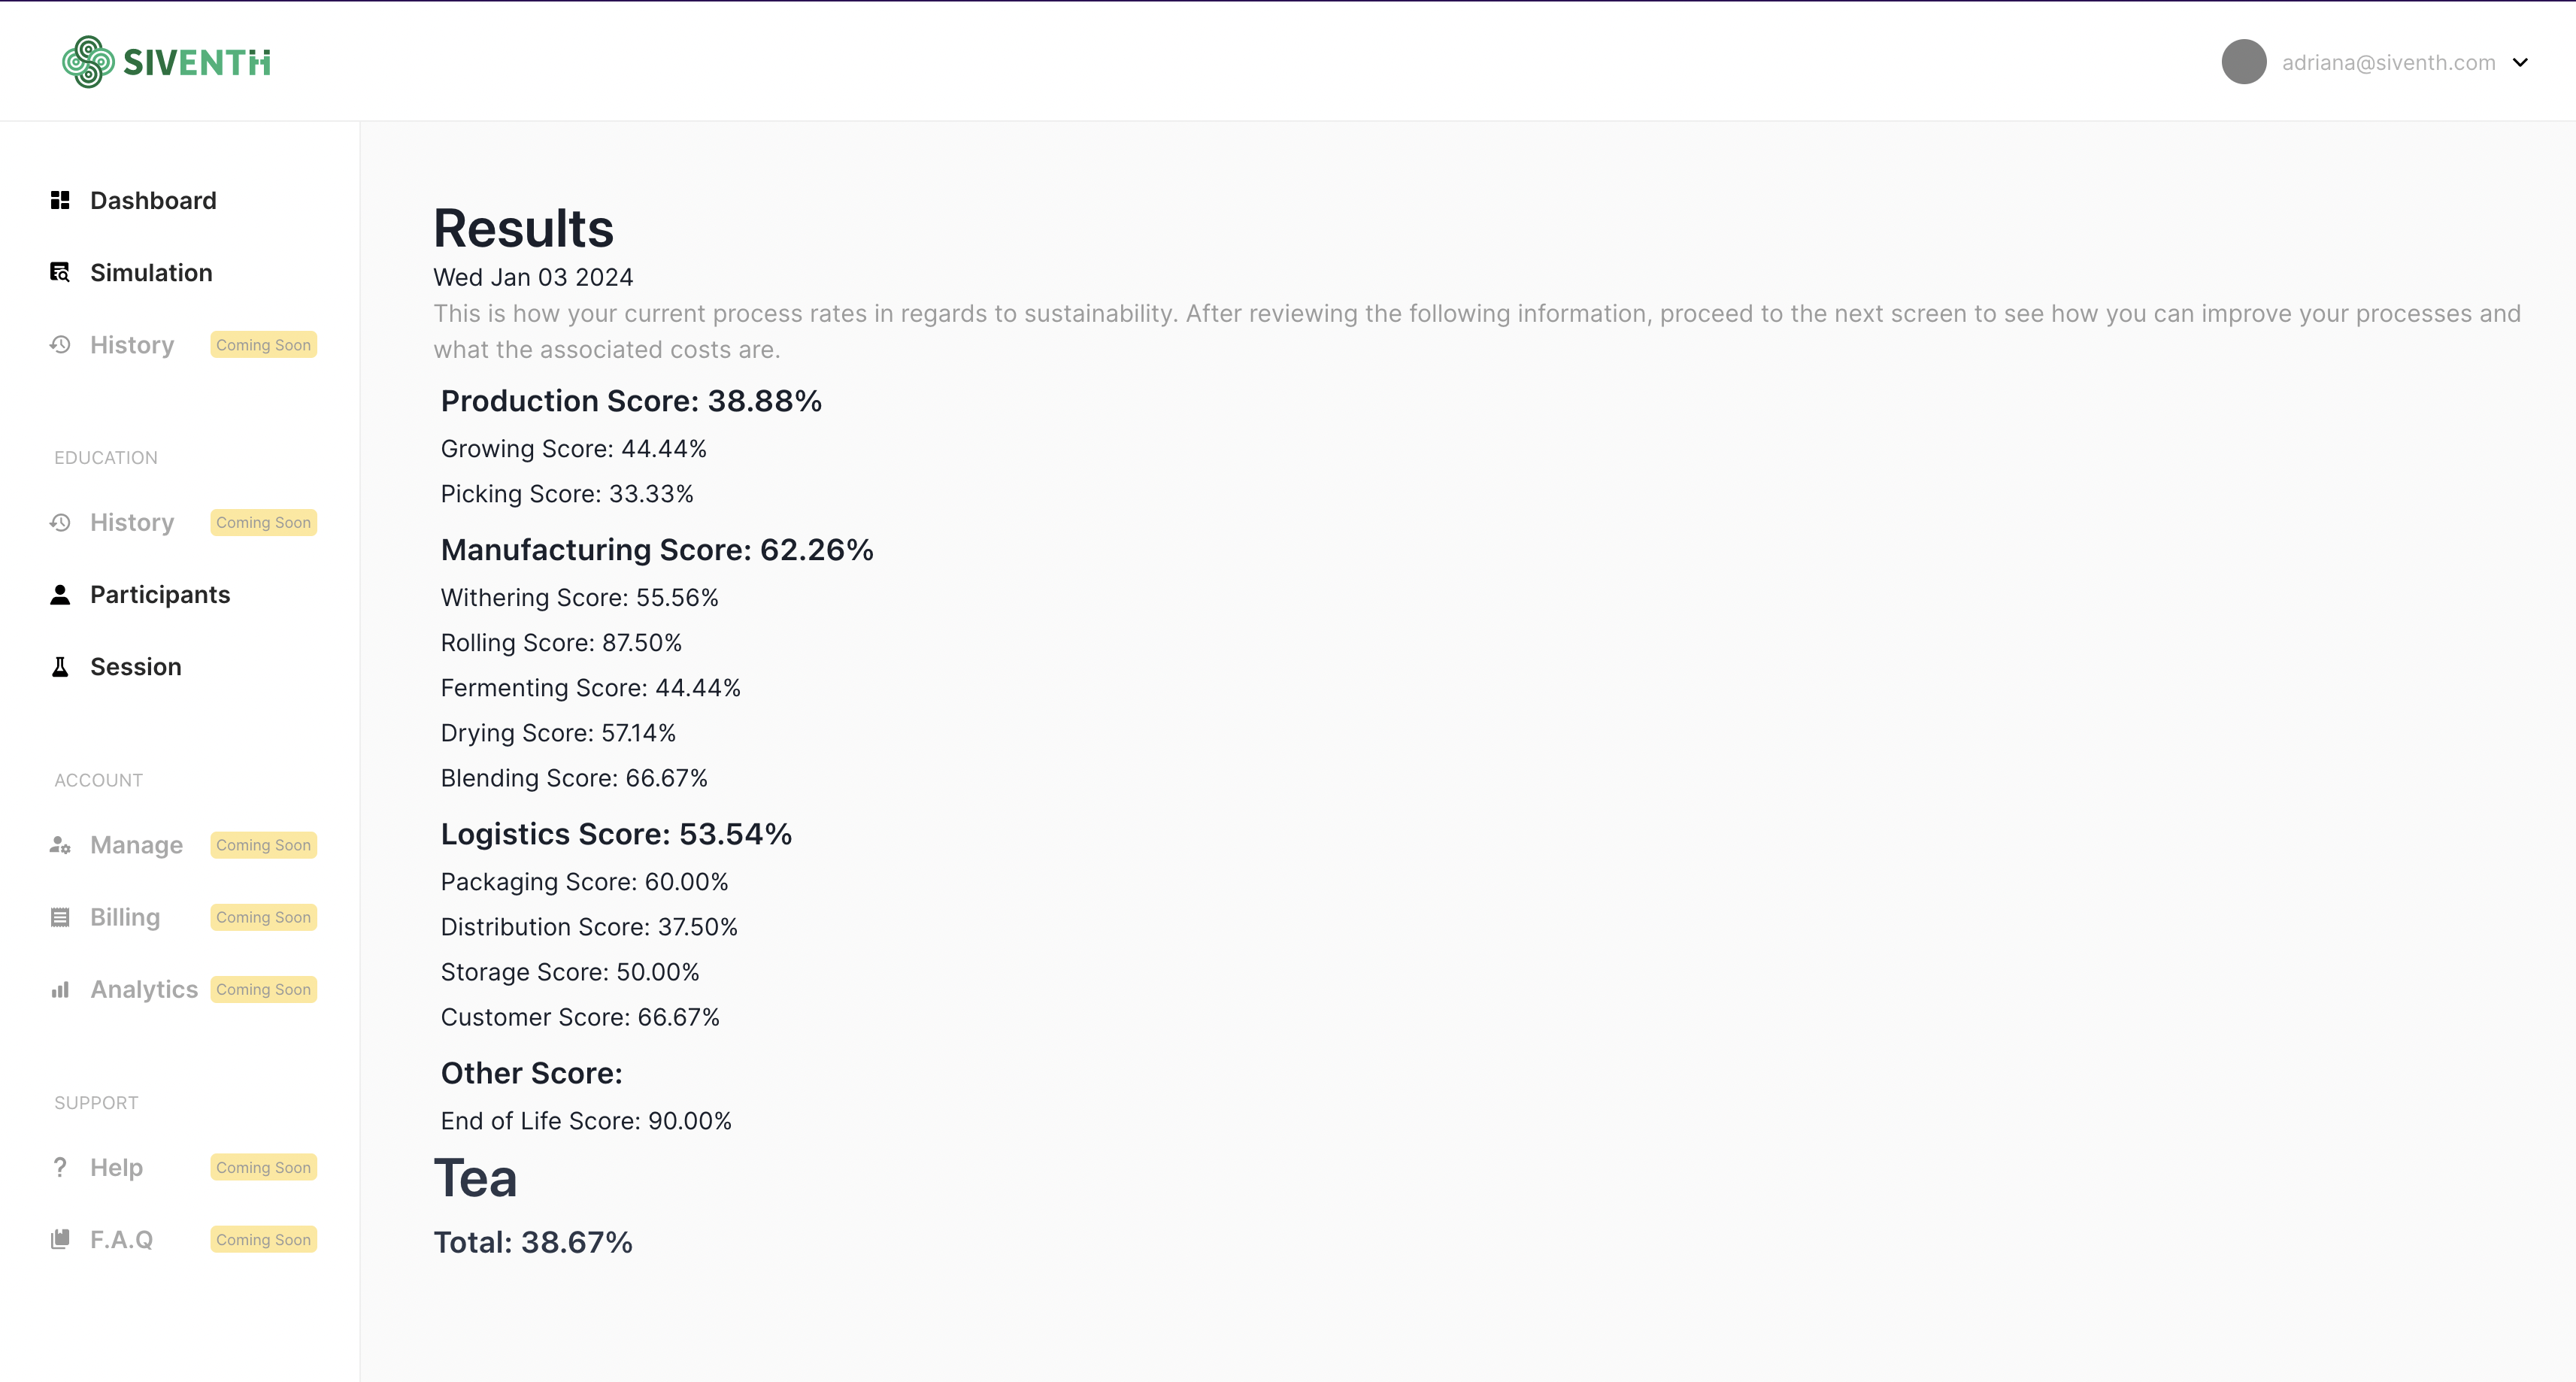 SIVENTH
adriana@siventh.com
Dashboard
Simulation
History Coming Soon
EDUCATION
History Coming Soon
Participants
Session
ACCOUNT
Manage Coming Soon
Billing Coming Soon
Analytics Coming Soon
SUPPORT
Help Coming Soon
F.A.Q Coming Soon
Results
Wed Jan 03 2024
This is how your current process rates in regards to sustainability. After reviewing the following information, proceed to the next screen to see how you can improve your processes and
what the associated costs are.
Production Score: 38.88%
Growing Score: 44.44%
Picking Score: 33.33%
Manufacturing Score: 62.26%
Withering Score: 55.56%
Rolling Score: 87.50%
Fermenting Score: 44.44%
Drying Score: 57.14%
Blending Score: 66.67%
Logistics Score: 53.54%
Packaging Score: 60.00%
Distribution Score: 37.50%
Storage Score: 50.00%
Customer Score: 66.67%
Other Score:
End of Life Score: 90.00%
Tea
Total: 38.67%